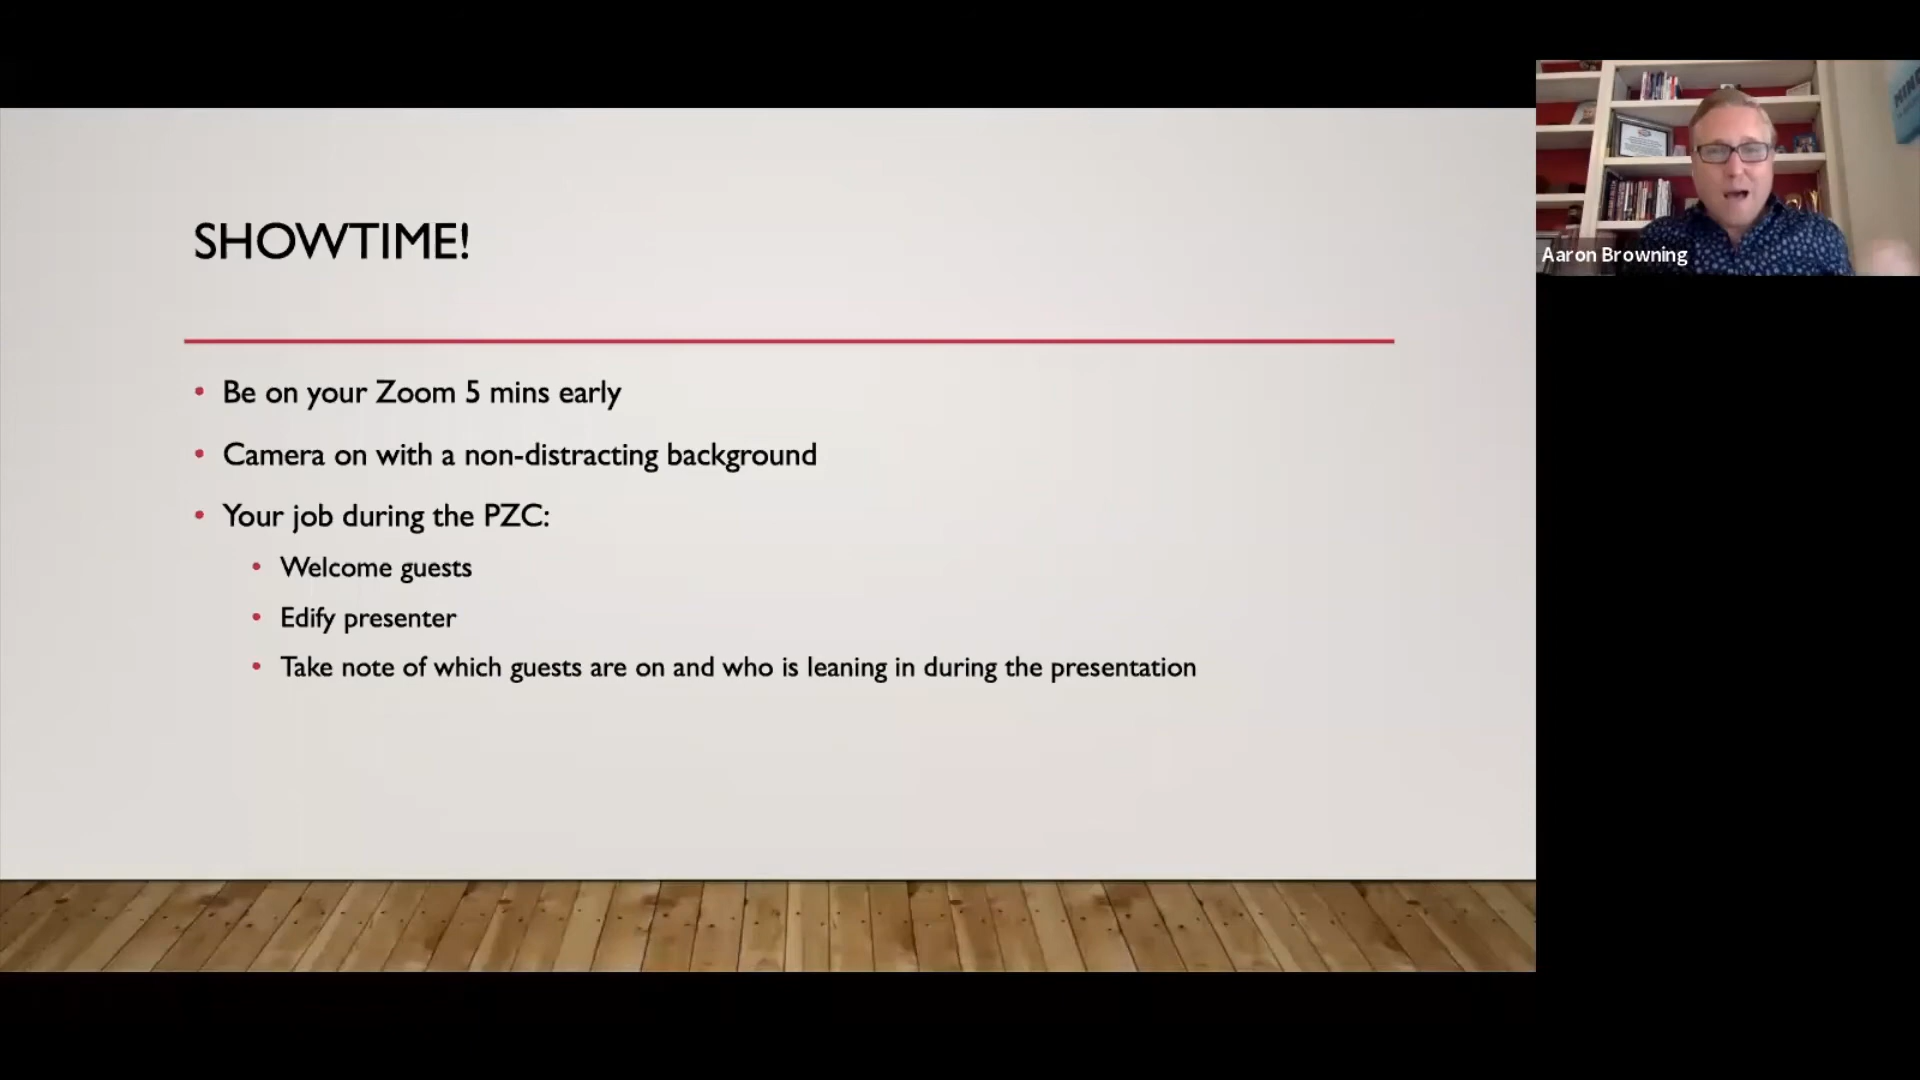 SHOWTIME!
• Be on your Zoom 5 mins early
• Camera on with a non-distracting background
• Your job during the PZC:
• Welcome guests
• Edify presenter
• Take note of which guests are on and who is leaning in during the presentation
Aaron Browning